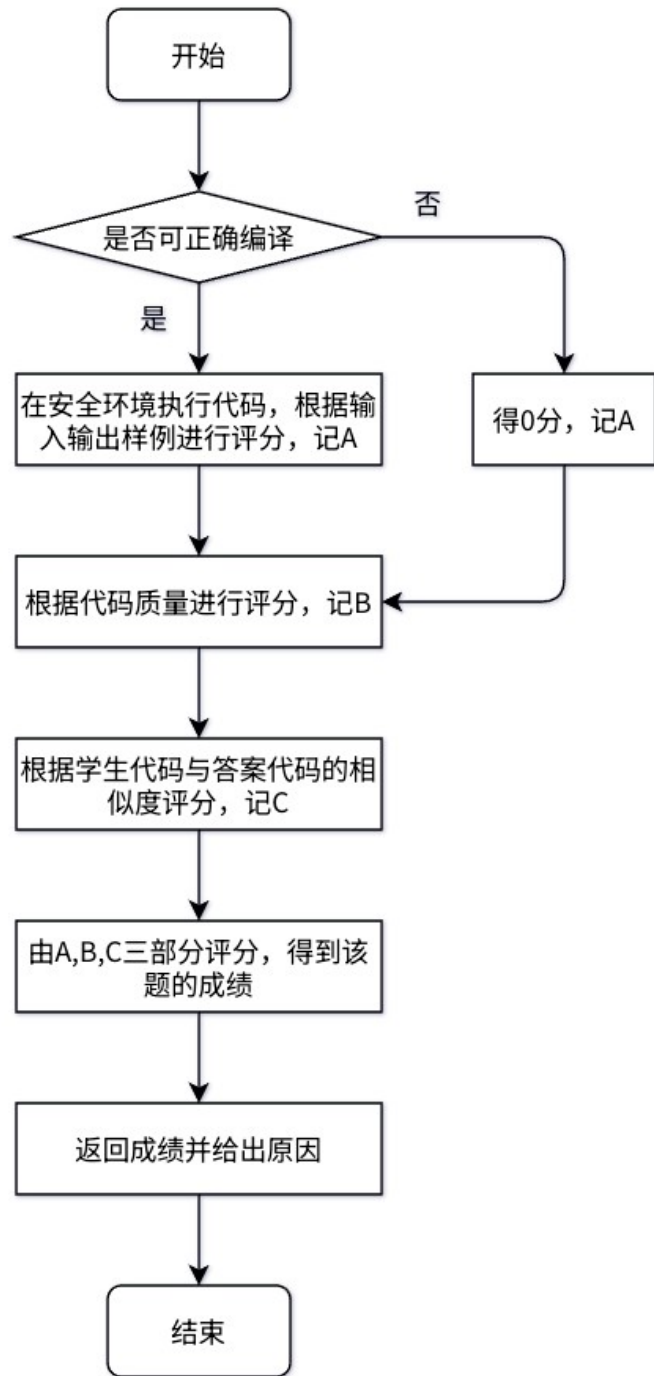 开始
否
是否可正确编译
是
在安全环境执行代码，根据输
入输出样例进行评分，记A
得0分，记A
根据代码质量进行评分，记B
根据学生代码与答案代码的相
似度评分，记C
由A,B,C三部分评分，得到该
题的成绩
返回成绩并给出原因
结束